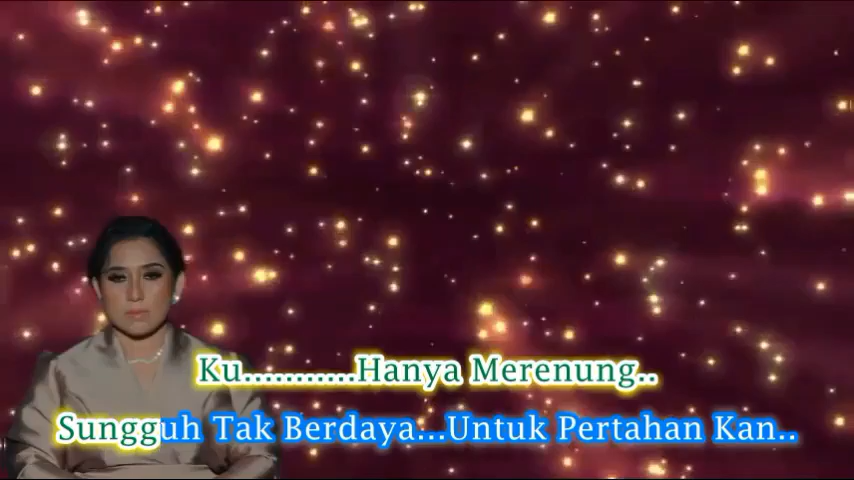 Ku...........Hanya Merenung..
Sungguh Tak Berdaya...Untuk Pertahan Kan..